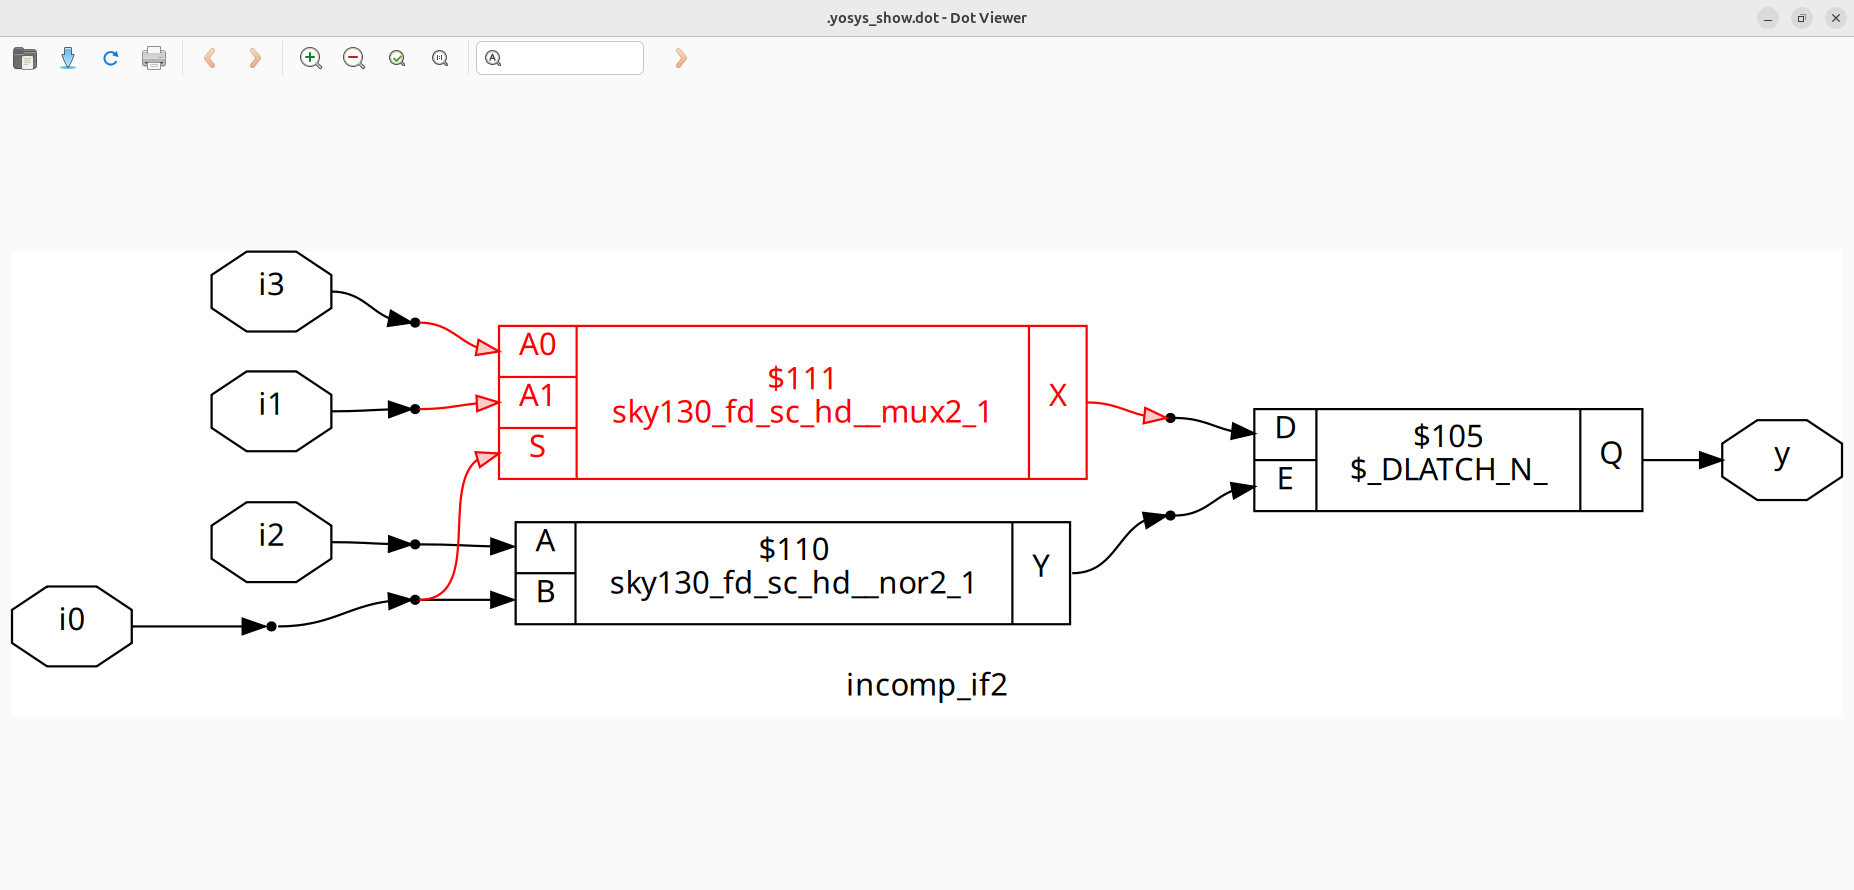 .yosys_show.dot - Dot Viewer
i3
i1
i2
i0
A0
A1
S
$111
sky130_fd_sc_hd__mux2_1
X
A
B
$110
sky130_fd_sc_hd__nor2_1
Y
D
E
$105
$_DLATCH_N_
Q
y
incomp_if2